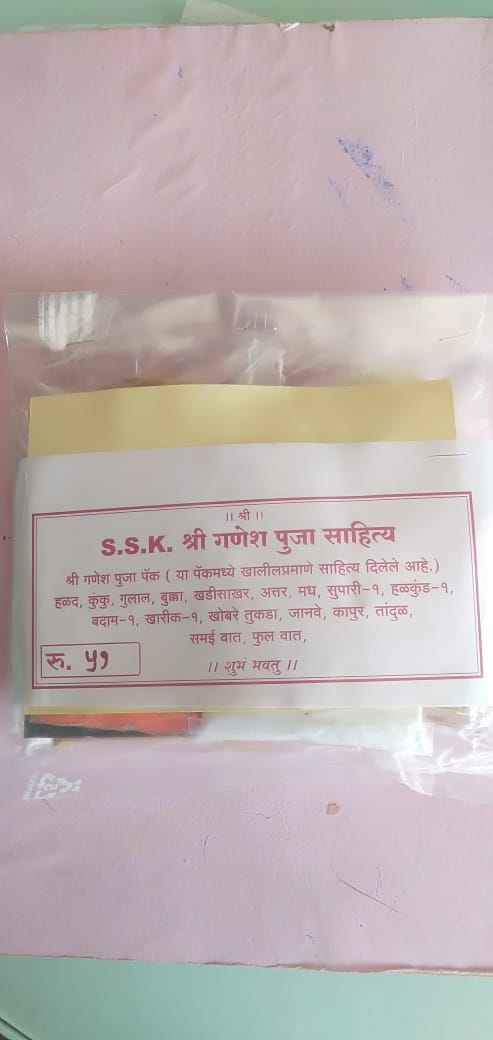 ॥ श्री ॥
S.S.K. श्री गणेश पुजा साहित्य
श्री गणेश पुजा पॅक ( या पॅकमध्ये खालीलप्रमाणे साहित्य दिलेले आहे.)
हळद, कुंकु, गुलाल, बुक्का, खडीसाखर, अत्तर, मध, सुपारी-१, हळकुंड-१,
बदाम-१, खारीक-१, खोबरे तुकडा, जानवे, कापुर, तांदुळ,
समई वात, फुल वात,
रु. ५१
॥ शुभं भवतु ॥